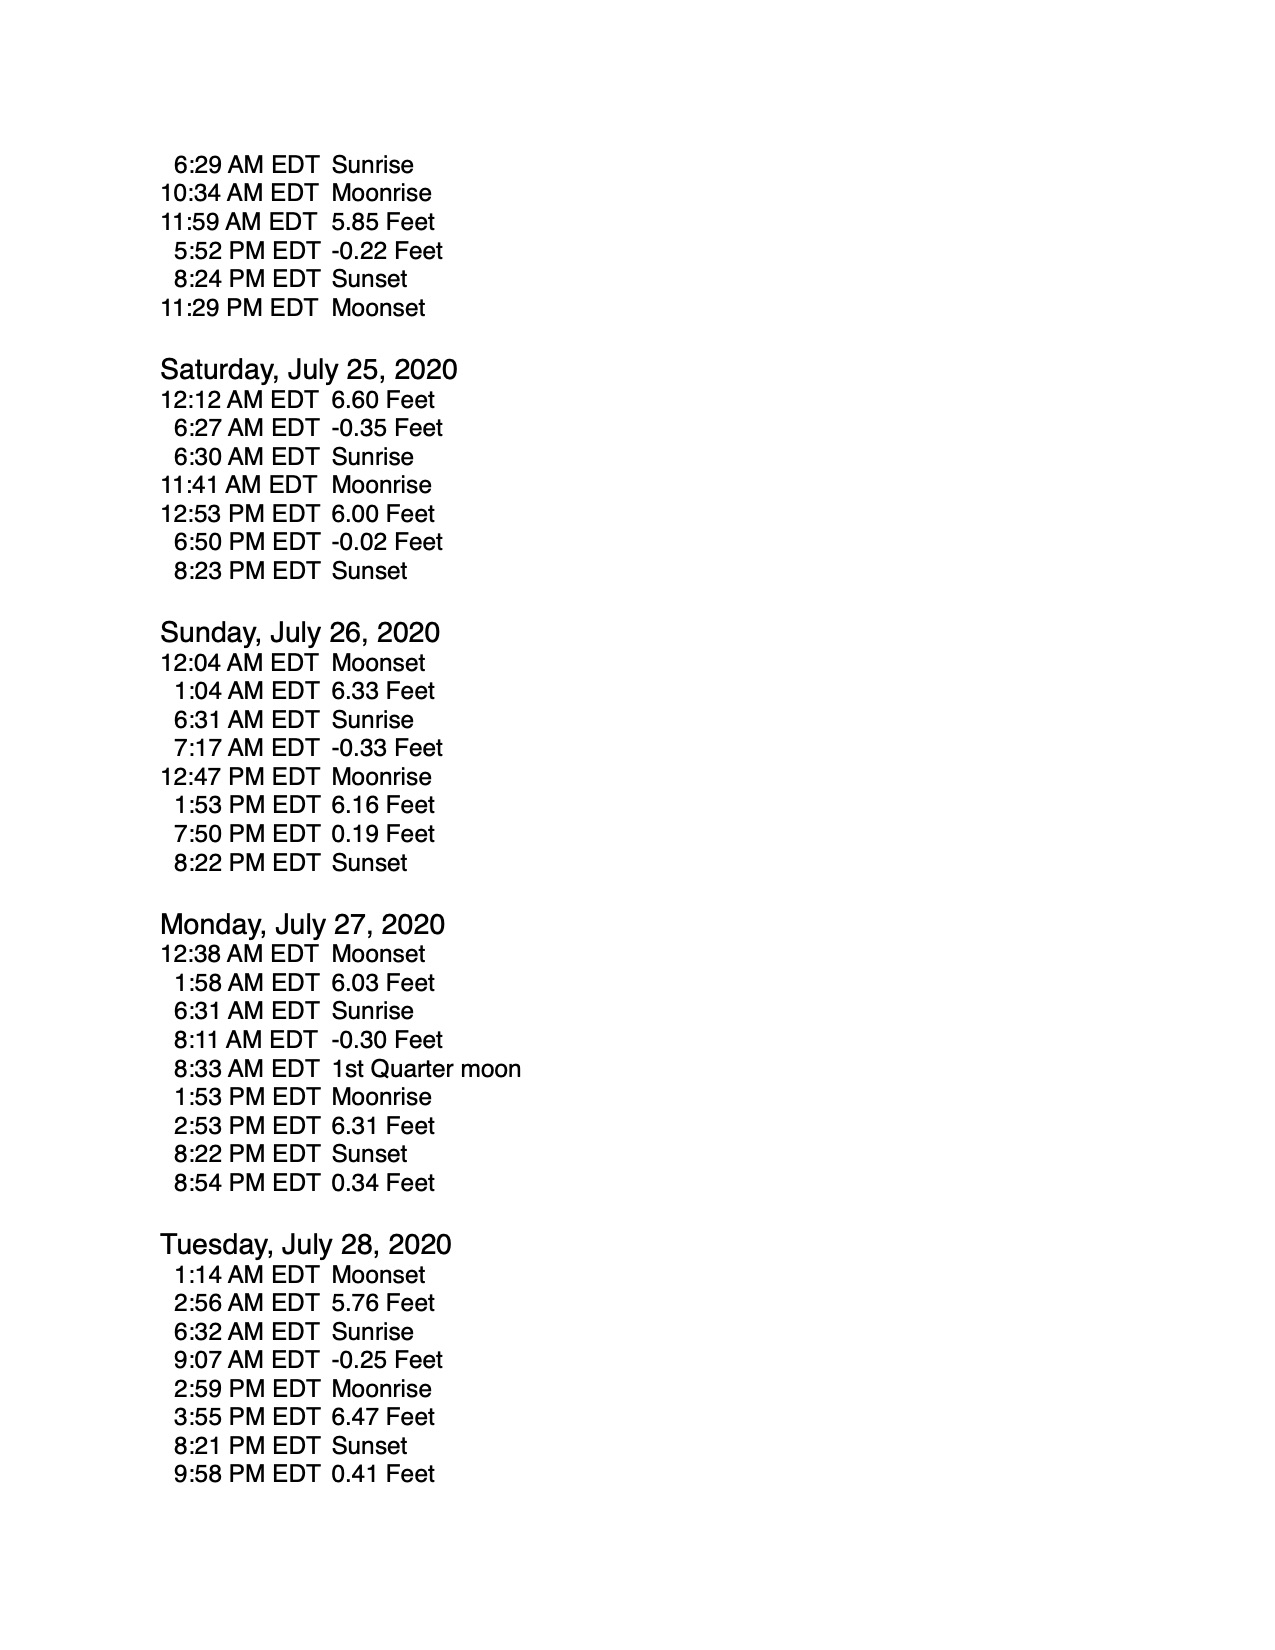 6:29 AM EDT Sunrise
10:34 AM EDT Moonrise
11:59 AM EDT 5.85 Feet
5:52 PM EDT -0.22 Feet
8:24 PM EDT Sunset
11:29 PM EDT Moonset
Saturday, July 25, 2020
12:12 AM EDT 6.60 Feet
6:27 AM EDT -0.35 Feet
6:30 AM EDT Sunrise
11:41 AM EDT Moonrise
12:53 PM EDT 6.00 Feet
6:50 PM EDT -0.02 Feet
8:23 PM EDT Sunset
Sunday, July 26, 2020
12:04 AM EDT Moonset
1:04 AM EDT 6.33 Feet
6:31 AM EDT Sunrise
7:17 AM EDT -0.33 Feet
12:47 PM EDT Moonrise
1:53 PM EDT 6.16 Feet
7:50 PM EDT 0.19 Feet
8:22 PM EDT Sunset
Monday, July 27, 2020
12:38 AM EDT Moonset
1:58 AM EDT 6.03 Feet
6:31 AM EDT Sunrise
8:11 AM EDT -0.30 Feet
8:33 AM EDT 1st Quarter moon
1:53 PM EDT Moonrise
2:53 PM EDT 6.31 Feet
8:22 PM EDT Sunset
8:54 PM EDT 0.34 Feet
Tuesday, July 28, 2020
1:14 AM EDT Moonset
2:56 AM EDT 5.76 Feet
6:32 AM EDT Sunrise
9:07 AM EDT -0.25 Feet
2:59 PM EDT Moonrise
3:55 PM EDT 6.47 Feet
8:21 PM EDT Sunset
9:58 PM EDT 0.41 Feet